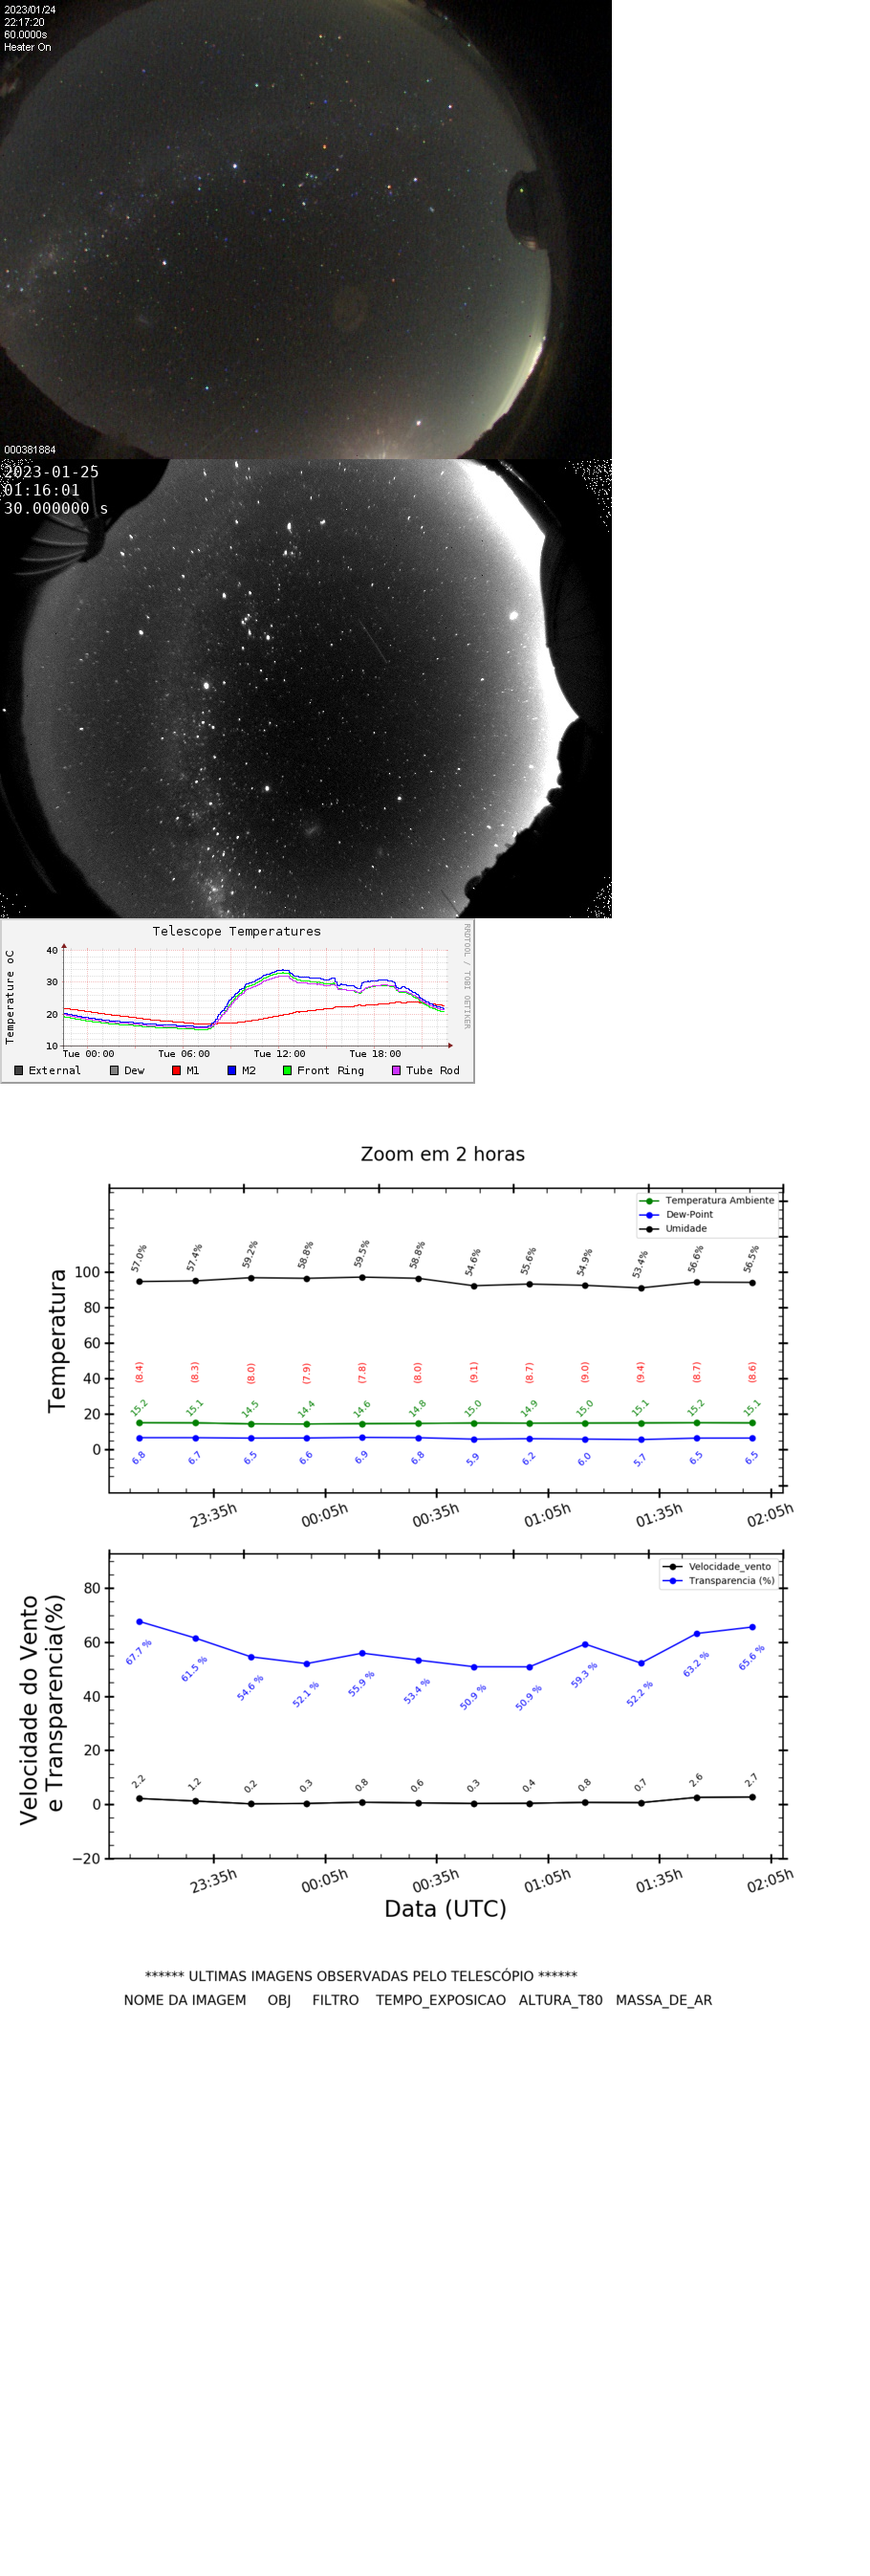 2023/01/24
22:17:20
60.0000s
Heater On
000381884
2023-01-25
01:16:01
30.000000 s
Telescope Temperatures
RRDTOOL / TOBI OETIKER
Temperature oC
40
30
20
10
Tue 00:00 Tue 06:00 Tue 12:00 Tue 18:00
External Dew M1 M2 Front Ring Tube Rod
Zoom em 2 horas
Temperatura Ambiente
Dew-Point
Umidade
Temperatura
100
80
60
40
20
0
57.0% 57.4% 59.2% 58.8% 59.5% 58.8% 54.6% 55.6% 54.9% 53.4% 56.6% 56.5%
(8.4) (8.3) (8.0) (7.9) (7.8) (8.0) (9.1) (8.7) (9.0) (9.4) (8.7) (8.6)
15.2 15.1 14.5 14.4 14.6 14.8 15.0 14.9 15.0 15.1 15.2 15.1
6.8 6.7 6.5 6.6 6.9 6.8 5.9 6.2 6.0 5.7 6.5 6.5
23:35h 00:05h 00:35h 01:05h 01:35h 02:05h
Velocidade_vento
Transparencia (%)
Velocidade do Vento
e Transparencia(%)
80
60
40
20
0
−20
67.7 % 61.5 % 54.6 % 52.1 % 55.9 % 53.4 % 50.9 % 50.9 % 59.3 % 52.2 % 63.2 % 65.6 %
2.2 1.2 0.2 0.3 0.8 0.6 0.3 0.4 0.8 0.7 2.6 2.7
23:35h 00:05h 00:35h 01:05h 01:35h 02:05h
Data (UTC)
****** ULTIMAS IMAGENS OBSERVADAS PELO TELESCÓPIO ******
NOME DA IMAGEM OBJ FILTRO TEMPO_EXPOSICAO ALTURA_T80 MASSA_DE_AR